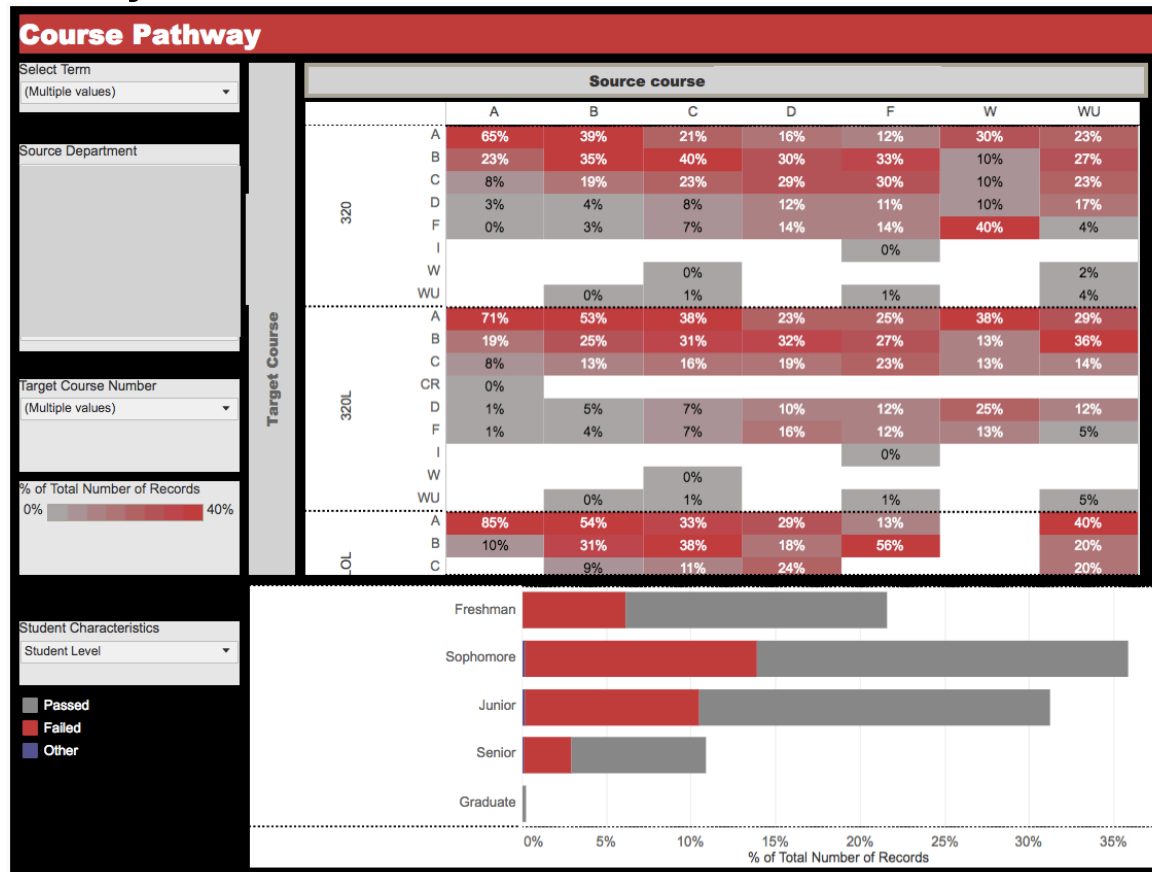 Course Pathway
Select Term
(Multiple values)
Source Department
Target Course Number
(Multiple values)
% of Total Number of Records
0% 40%
Student Characteristics
Student Level
Passed
Failed
Other
Target Course
Source course
A B C D F W WU
320
A 65% 39% 21% 16% 12% 30% 23%
B 23% 35% 40% 30% 33% 10% 27%
C 8% 19% 23% 29% 30% 10% 23%
D 3% 4% 8% 12% 11% 10% 17%
F 0% 3% 7% 14% 14% 40% 4%
I 0%
W 0% 2%
WU 0% 1% 1% 4%
320L
A 71% 53% 38% 23% 25% 38% 29%
B 19% 25% 31% 32% 27% 13% 36%
C 8% 13% 16% 19% 23% 13% 14%
CR 0%
D 1% 5% 7% 10% 12% 25% 12%
F 1% 4% 7% 16% 12% 13% 5%
I 0%
W 0%
WU 0% 1% 1% 5%
A 85% 54% 33% 29% 13% 40%
B 10% 31% 38% 18% 56% 20%
C 9% 11% 24% 20%
Freshman
Sophomore
Junior
Senior
Graduate
0% 5% 10% 15% 20% 25% 30% 35%
% of Total Number of Records